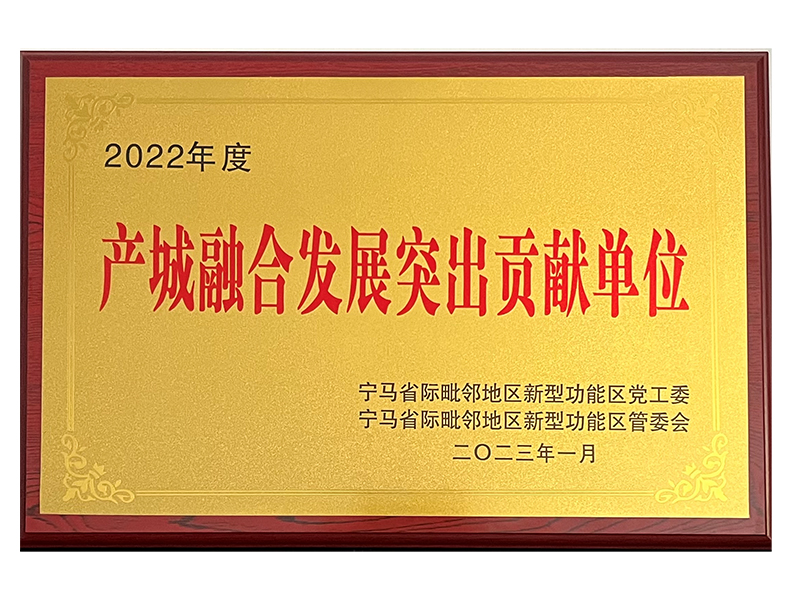 2022年度
产城融合发展突出贡献单位
宁马省际毗邻地区新型功能区党工委
宁马省际毗邻地区新型功能区管委会
二〇二三年一月